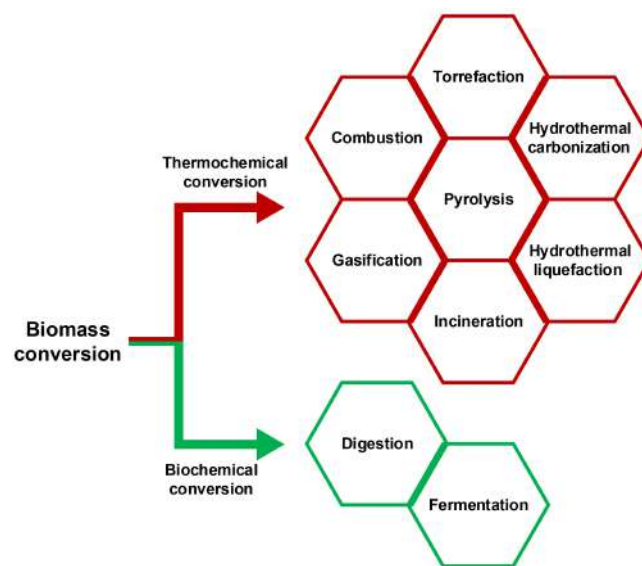 Torrefaction
Combustion
Hydrothermal
carbonization
Thermochemical
conversion
Pyrolysis
Gasification
Hydrothermal
liquefaction
Incineration
Biomass
conversion
Digestion
Biochemical
conversion
Fermentation